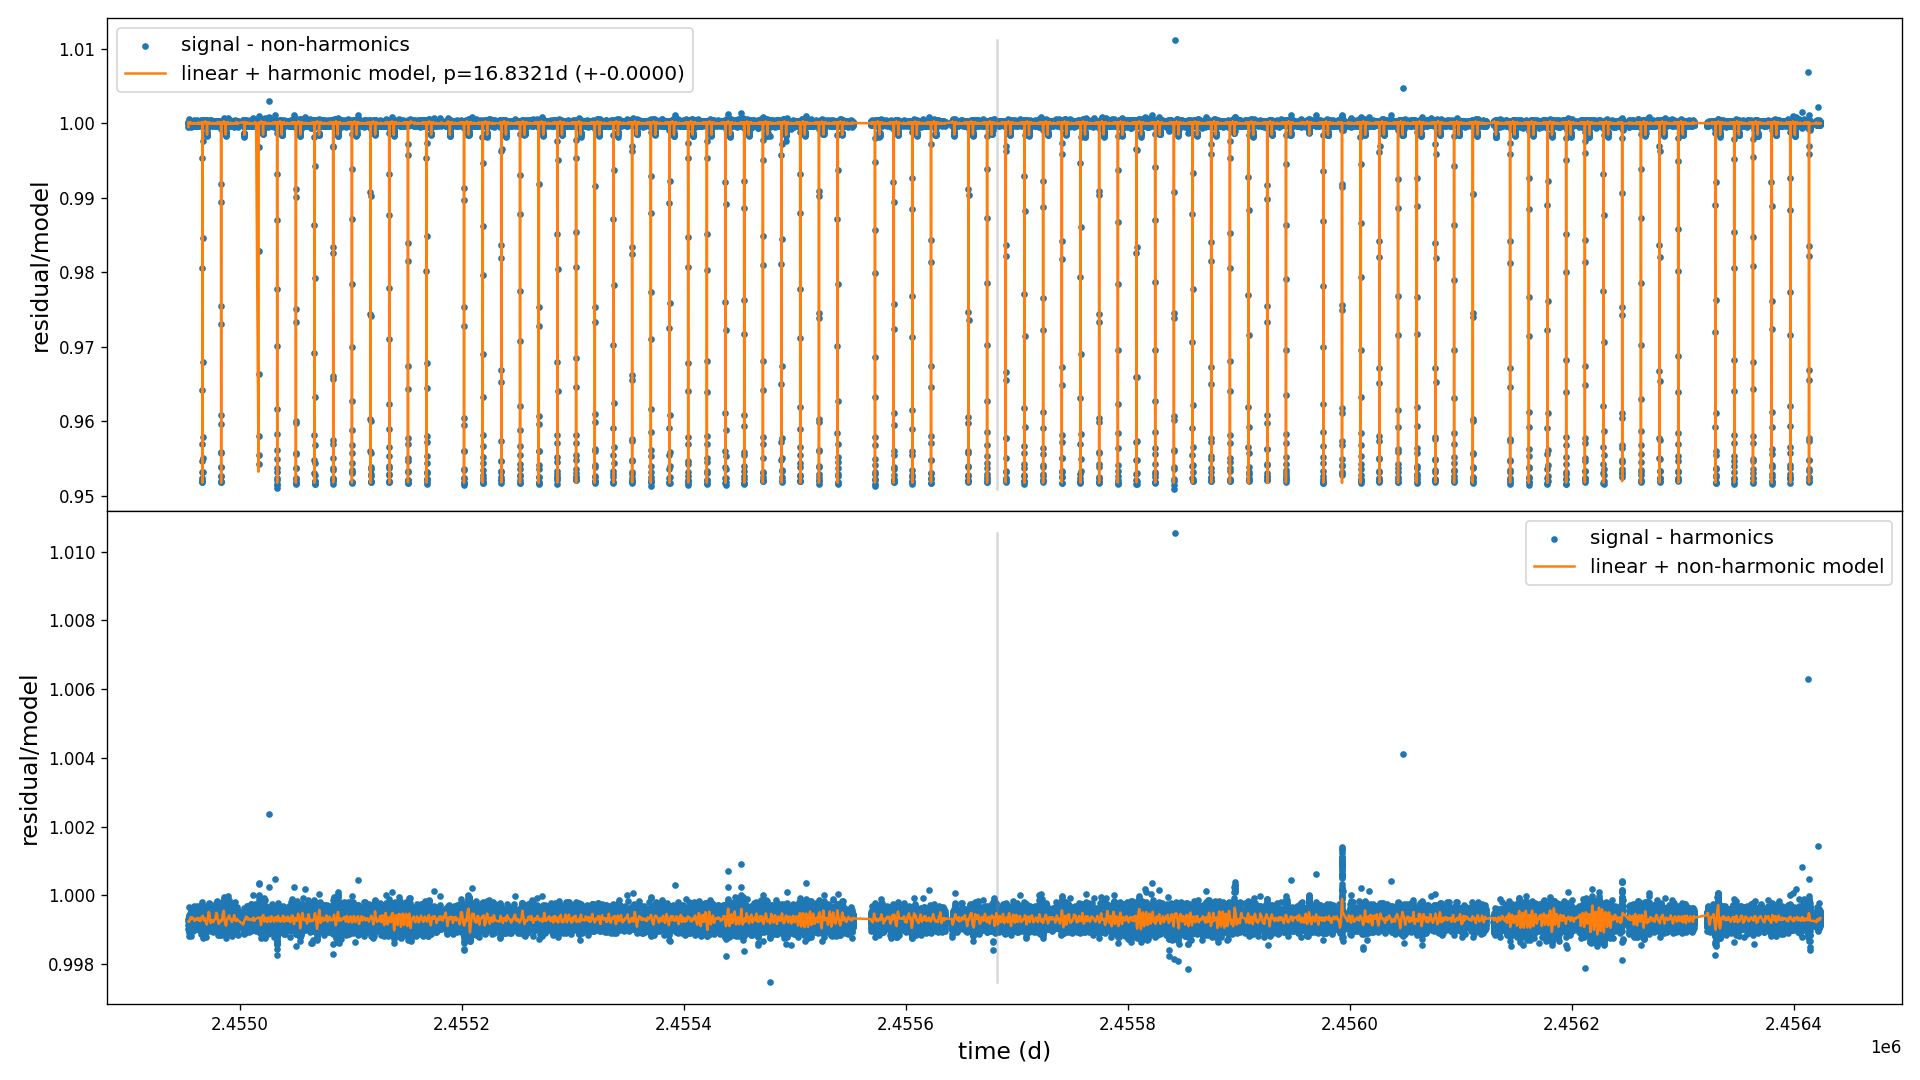 signal - non-harmonics
linear + harmonic model, p=16.8321d (+-0.0000)
1.01
1.00
0.99
0.98
0.97
0.96
0.95
residual/model
signal - harmonics
linear + non-harmonic model
1.010
1.008
1.006
1.004
1.002
1.000
0.998
residual/model
2.4550 2.4552 2.4554 2.4556 2.4558 2.4560 2.4562 2.4564
1e6
time (d)